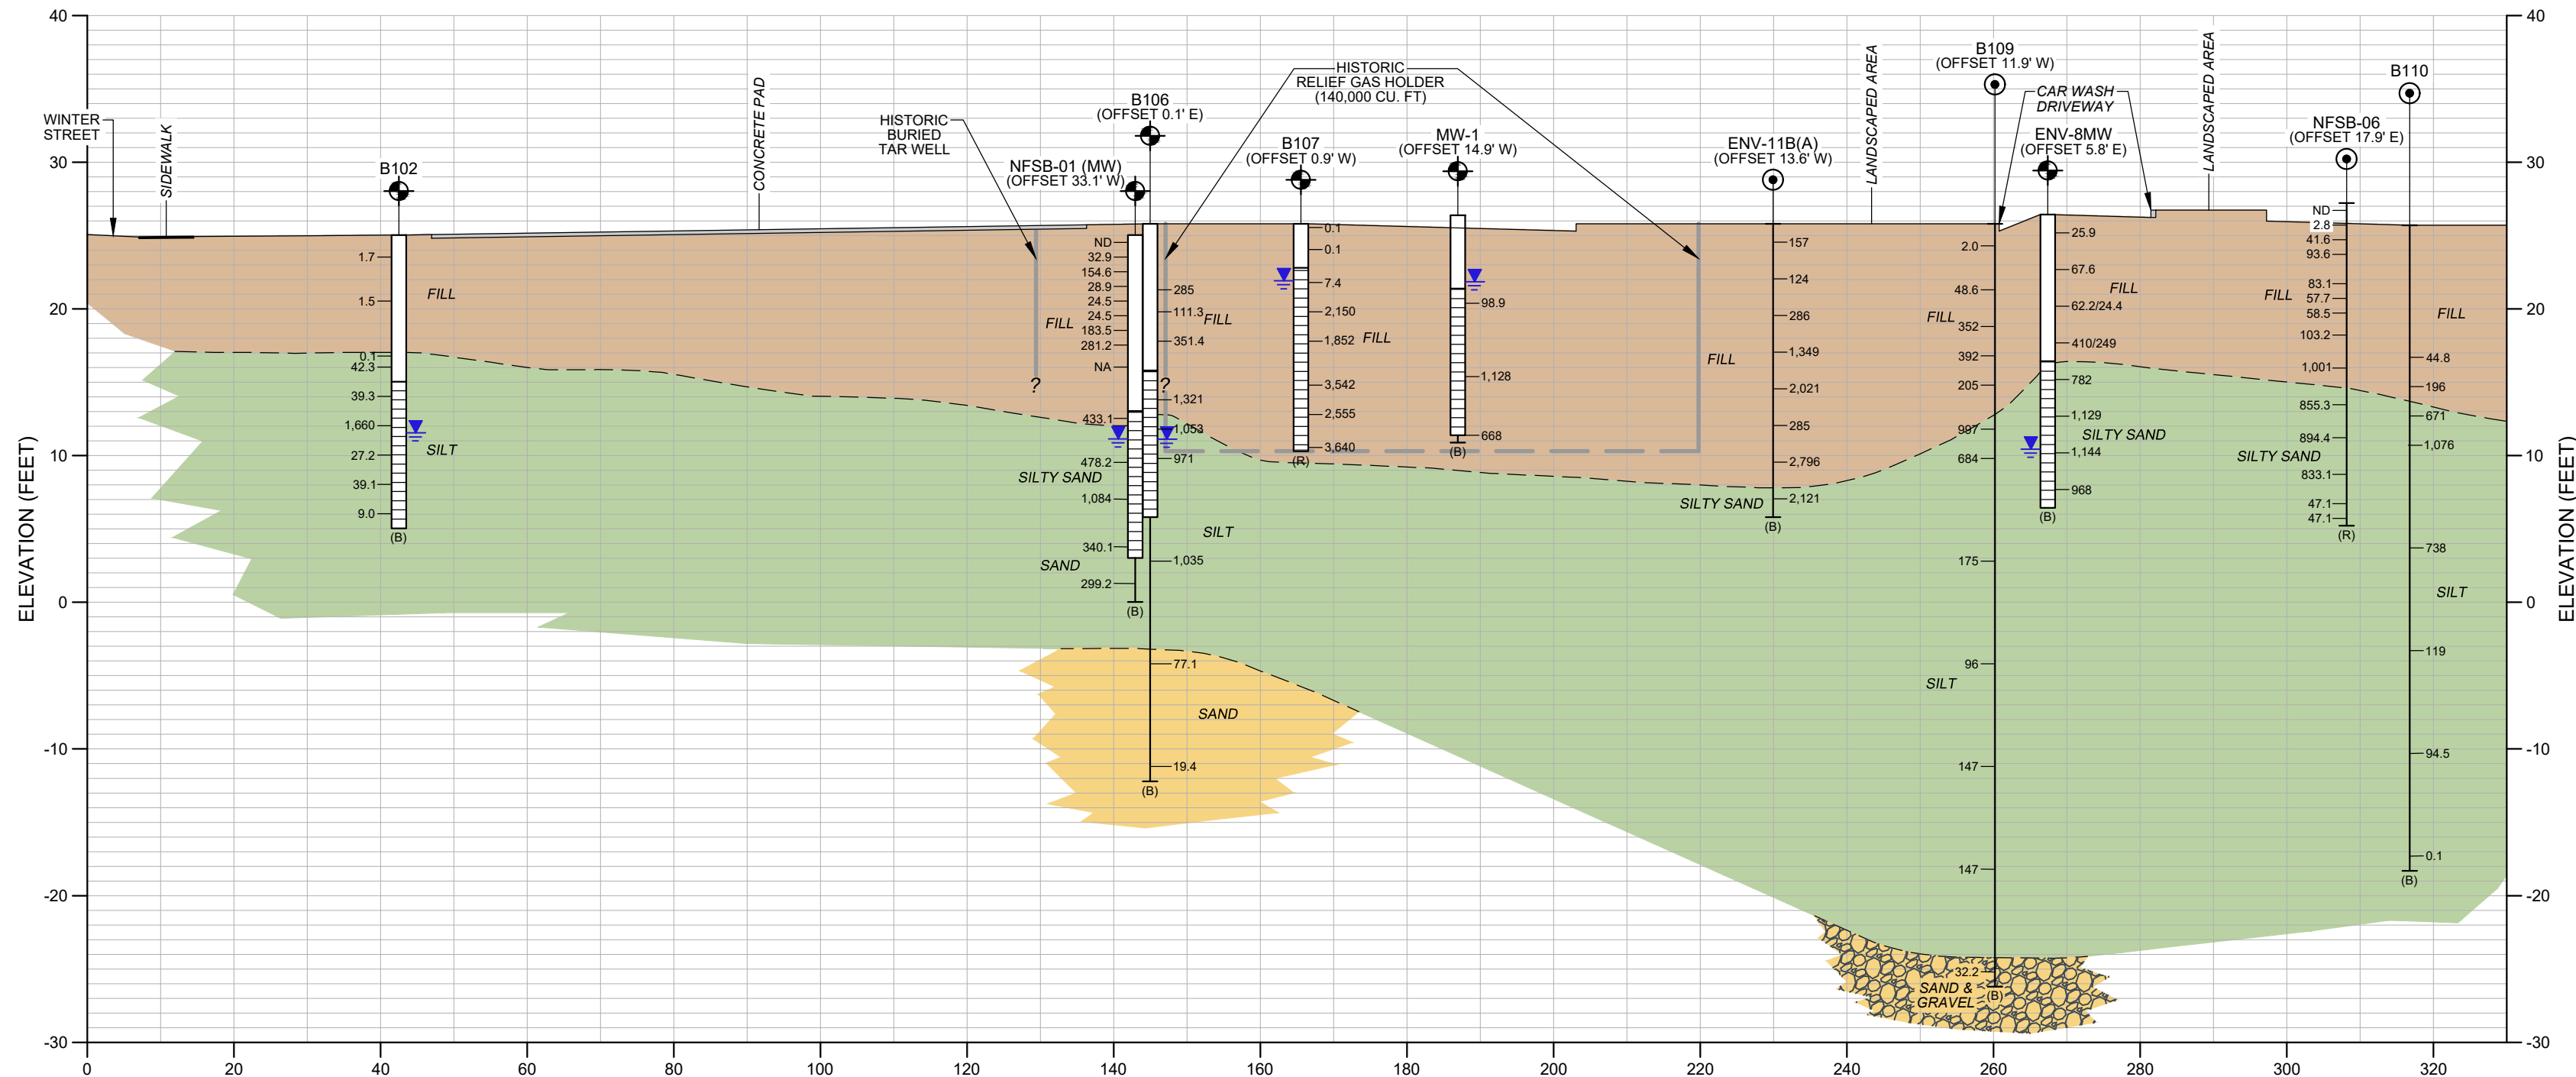 40
30
20
10
0
-10
-20
-30
ELEVATION (FEET)
WINTER
STREET
SIDEWALK
B102
1.7
1.5
0.1
42.3
39.3
1,660
27.2
39.1
9.0
(B)
FILL
SILT
CONCRETE PAD
HISTORIC
BURIED
TAR WELL
?
FILL
NFSB-01 (MW)
(OFFSET 33.1' W)
ND
32.9
154.6
28.9
24.5
24.5
183.5
281.2
NA
433.1
478.2
1,084
340.1
299.2
(B)
SILTY SAND
SAND
B106
(OFFSET 0.1' E)
285
111.3
351.4
1,321
1,053
971
1,035
77.1
19.4
(B)
FILL
?
SILT
SAND
HISTORIC
RELIEF GAS HOLDER
(140,000 CU. FT)
B107
(OFFSET 0.9' W)
0.1
0.1
7.4
2,150
1,852
3,542
2,555
3,640
(R)
FILL
MW-1
(OFFSET 14.9' W)
98.9
1,128
668
(B)
ENV-11B(A)
(OFFSET 13.6' W)
157
124
286
1,349
2,021
285
2,796
2,121
(B)
FILL
SILTY SAND
LANDSCAPED AREA
B109
(OFFSET 11.9' W)
2.0
48.6
352
392
205
997
684
175
96
147
147
32.2
(B)
FILL
SILT
SAND &
GRAVEL
CAR WASH
DRIVEWAY
ENV-8MW
(OFFSET 5.8' E)
25.9
67.6
62.2/24.4
410/249
782
1,129
1,144
968
(B)
FILL
SILTY SAND
LANDSCAPED AREA
NFSB-06
(OFFSET 17.9' E)
ND
2.8
41.6
93.6
83.1
57.7
58.5
103.2
1,001
855.3
894.4
833.1
47.1
47.1
(R)
FILL
SILTY SAND
B110
44.8
196
671
1,076
738
119
94.5
0.1
(B)
FILL
SILT
40
30
20
10
0
-10
-20
-30
ELEVATION (FEET)
0 20 40 60 80 100 120 140 160 180 200 220 240 260 280 300 320